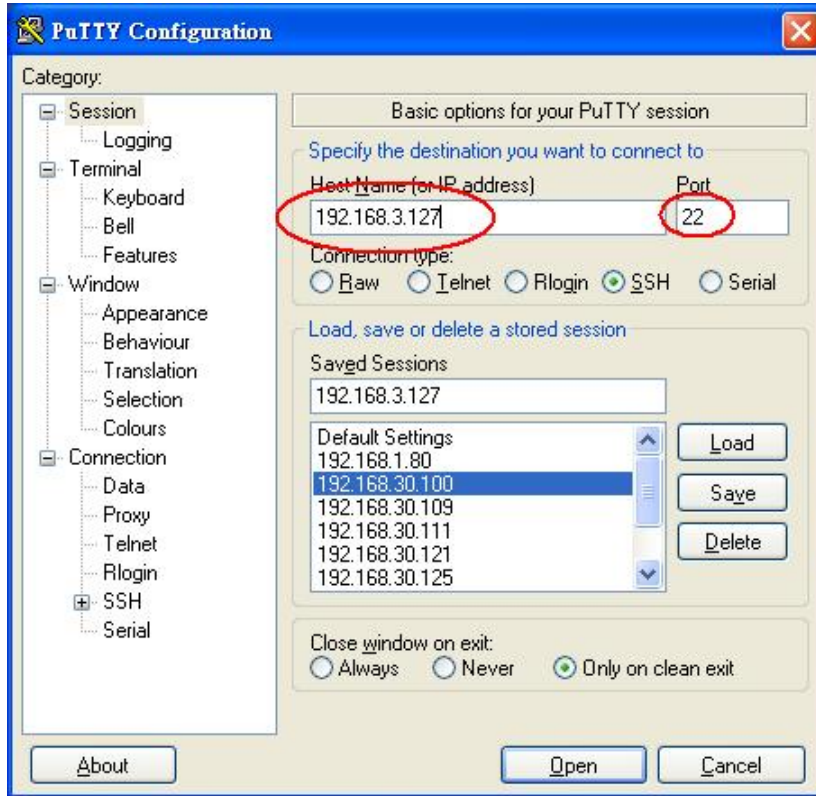 PuTTY Configuration
Category:
Session
Logging
Terminal
Keyboard
Bell
Features
Window
Appearance
Behaviour
Translation
Selection
Colours
Connection
Data
Proxy
Telnet
Rlogin
SSH
Serial
Basic options for your PuTTY session
Specify the destination you want to connect to
Host Name (or IP address) Port
192.168.3.127 22
Connection type:
Raw Telnet Rlogin SSH Serial
Load, save or delete a stored session
Saved Sessions
192.168.3.127
Default Settings
192.168.1.80
192.168.30.100
192.168.30.109
192.168.30.111
192.168.30.121
192.168.30.125
Load
Save
Delete
Close window on exit:
Always Never Only on clean exit
About Open Cancel